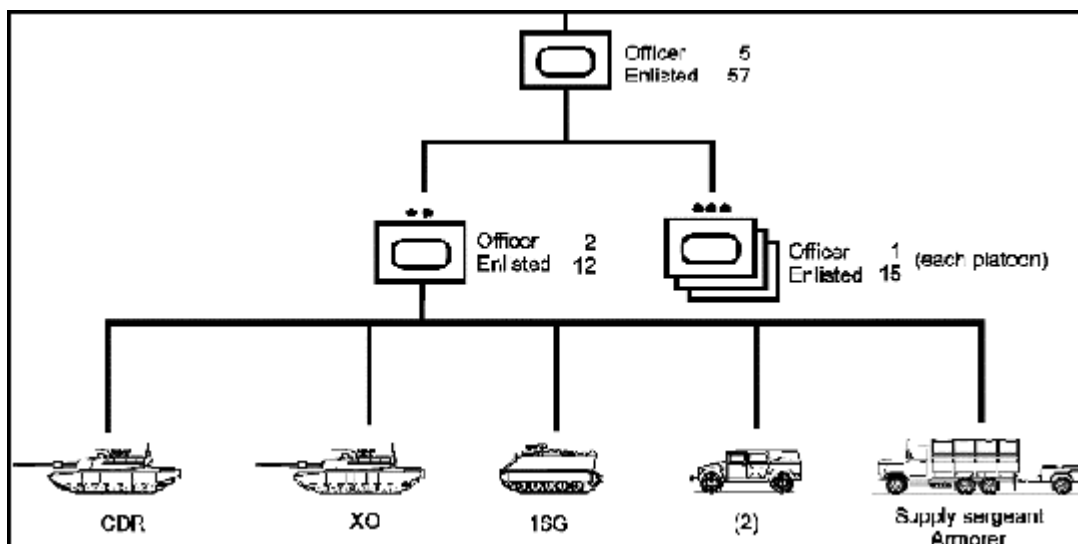 Officer 5
Enlisted 57
Officer 2
Enlisted 12
Officer 1 (each platoon)
Enlisted 15
CDR
XO
1SG
(2)
Supply sergeant
Armorer